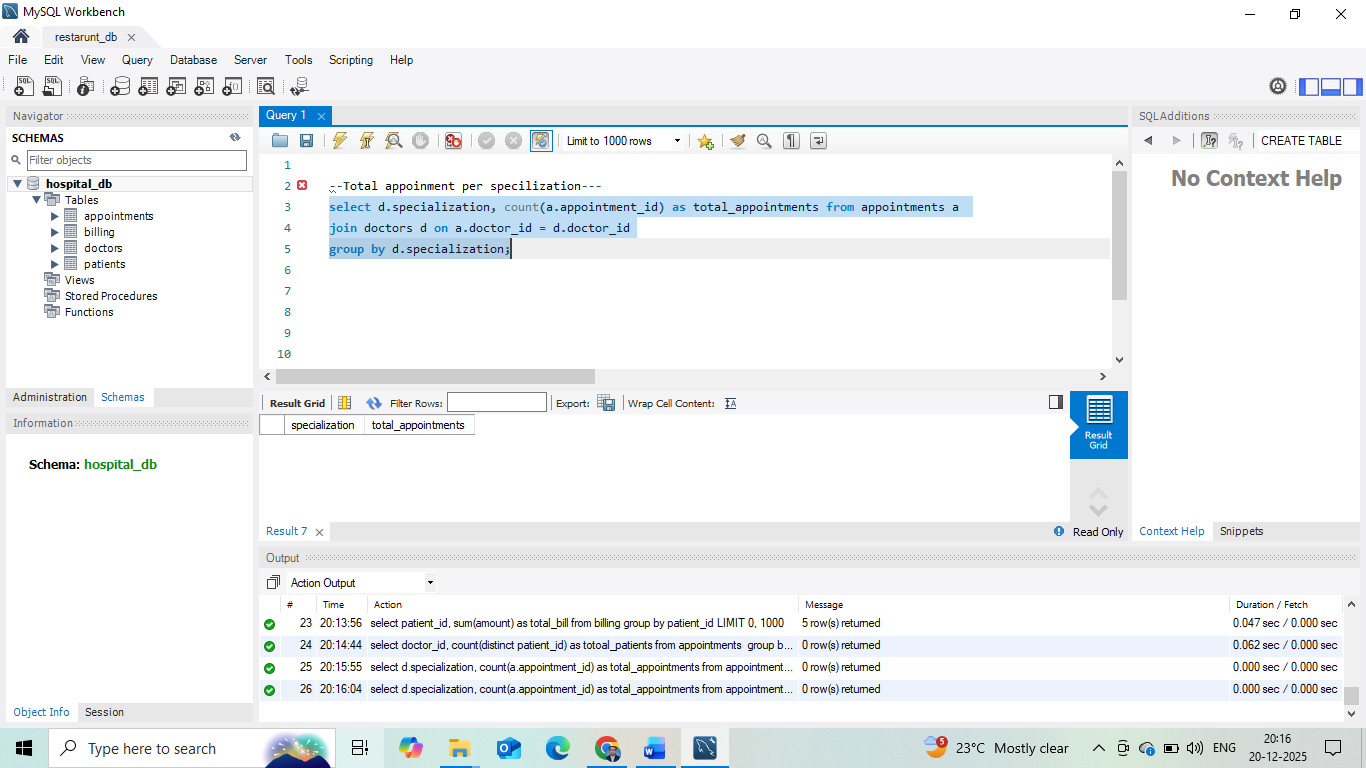 MySQL Workbench
restarunt_db
File Edit View Query Database Server Tools Scripting Help
Navigator
SCHEMAS
Filter objects
hospital_db
Tables
appointments
billing
doctors
patients
Views
Stored Procedures
Functions
Administration Schemas
Information
Schema: hospital_db
Object Info Session
Query 1
Limit to 1000 rows
1
2 --Total appoinment per specilization---
3 select d.specialization, count(a.appointment_id) as total_appointments from appointments a
4 join doctors d on a.doctor_id = d.doctor_id
5 group by d.specialization;
6
7
8
9
10
Result Grid Filter Rows: Export: Wrap Cell Content: IA
specialization total_appointments
Result Grid
Result 7 Read Only
SQLAdditions
CREATE TABLE
No Context Help
Context Help Snippets
Output
Action Output
# Time Action Message Duration / Fetch
23 20:13:56 select patient_id, sum(amount) as total_bill from billing group by patient_id LIMIT 0, 1000 5 row(s) returned 0.047 sec / 0.000 sec
24 20:14:44 select doctor_id, count(distinct patient_id) as totoal_patients from appointments group b... 0 row(s) returned 0.062 sec / 0.000 sec
25 20:15:55 select d.specialization, count(a.appointment_id) as total_appointments from appointment... 0 row(s) returned 0.000 sec / 0.000 sec
26 20:16:04 select d.specialization, count(a.appointment_id) as total_appointments from appointment... 0 row(s) returned 0.000 sec / 0.000 sec
Type here to search
5
23°C Mostly clear
ENG
20:16
20-12-2025